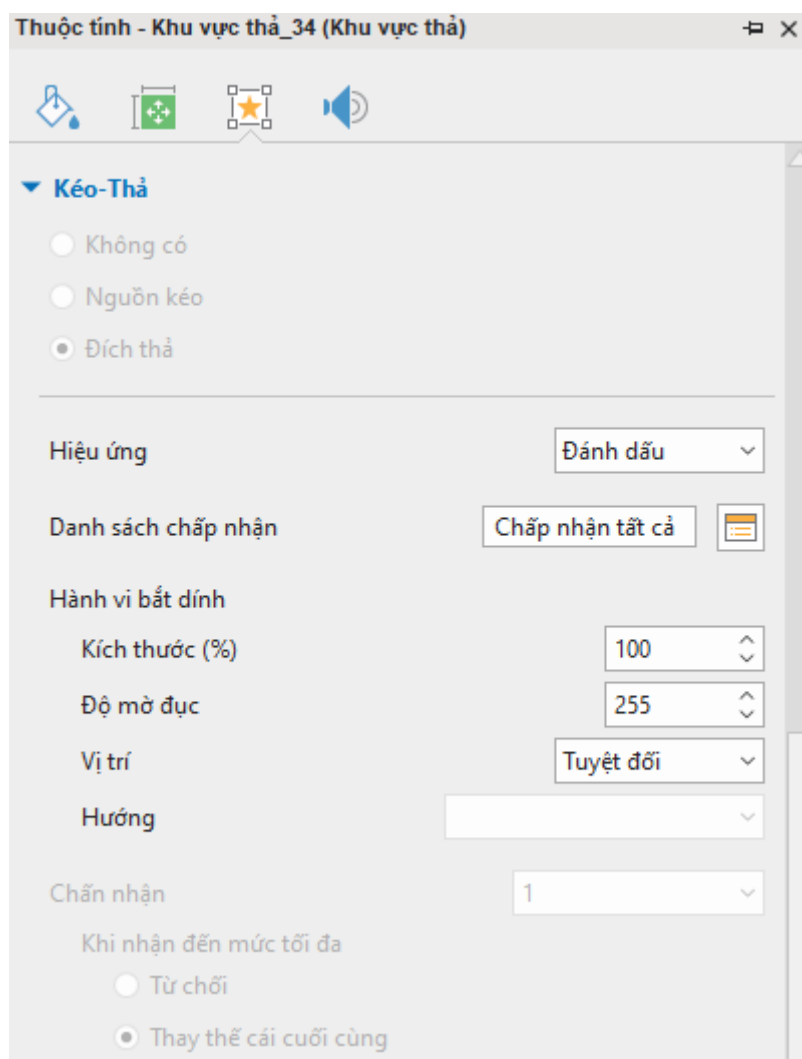 Thuộc tính - Khu vực thả_34 (Khu vực thả)
Kéo-Thả
Không có
Nguồn kéo
Đích thả
Hiệu ứng Đánh dấu
Danh sách chấp nhận Chấp nhận tất cả
Hành vi bắt dính
Kích thước (%) 100
Độ mờ đục 255
Vị trí Tuyệt đối
Hướng
Chấn nhận 1
Khi nhận đến mức tối đa
Từ chối
Thay thế cái cuối cùng